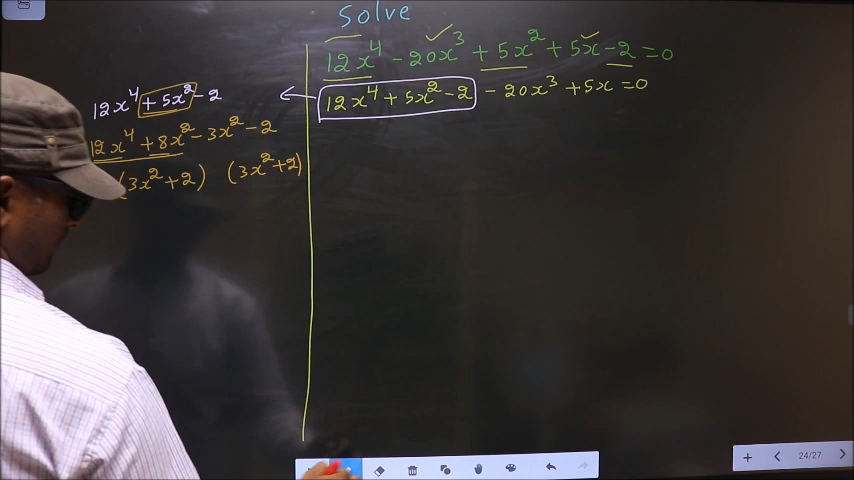 Solve
12x⁴ - 20x³ + 5x² + 5x - 2 = 0
12x⁴ + 5x² - 2 - 20x³ + 5x = 0
12x⁴ + 5x² - 2
12x⁴ + 8x² - 3x² - 2
(3x² + 2) (3x² + 2)
24/27